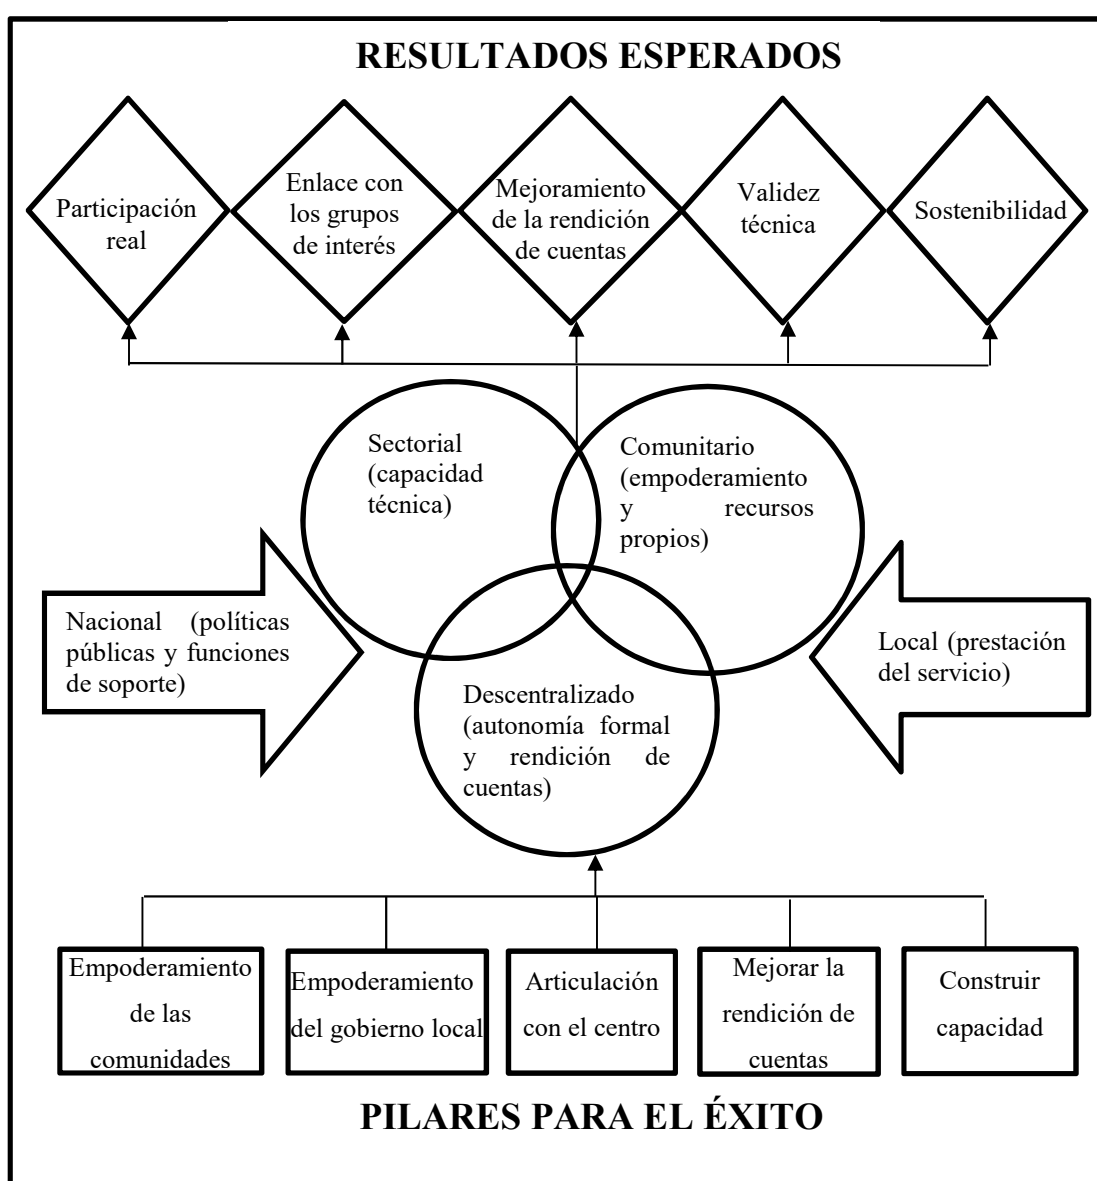 RESULTADOS ESPERADOS
Participación
real
Enlace con
los grupos
de interés
Mejoramiento
de la rendición
de cuentas
Validez
técnica
Sostenibilidad
Sectorial
(capacidad
técnica)
Comunitario
(empoderamiento
y recursos
propios)
Nacional (políticas
públicas y funciones
de soporte)
Local (prestación
del servicio)
Descentralizado
(autonomía formal
y rendición de
cuentas)
Empoderamiento
de las
comunidades
Empoderamiento
del gobierno local
Articulación
con el centro
Mejorar la
rendición de
cuentas
Construir
capacidad
PILARES PARA EL ÉXITO